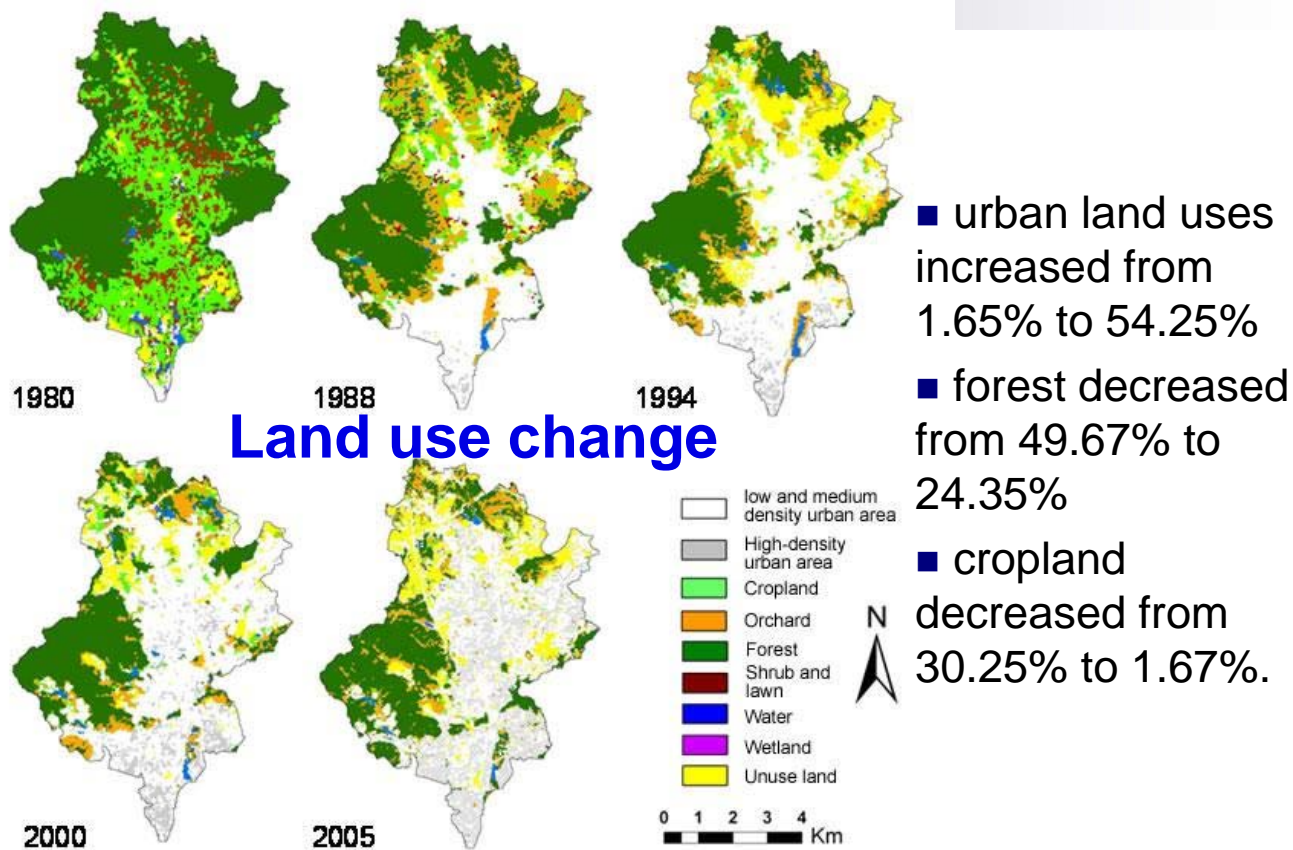 1980
1988
1994
Land use change
2000
2005
low and medium
density urban area
High-density
urban area
Cropland
Orchard
Forest
Shrub and
lawn
Water
Wetland
Unuse land
N
0 1 2 3 4
Km
■ urban land uses
increased from
1.65% to 54.25%
■ forest decreased
from 49.67% to
24.35%
■ cropland
decreased from
30.25% to 1.67%.